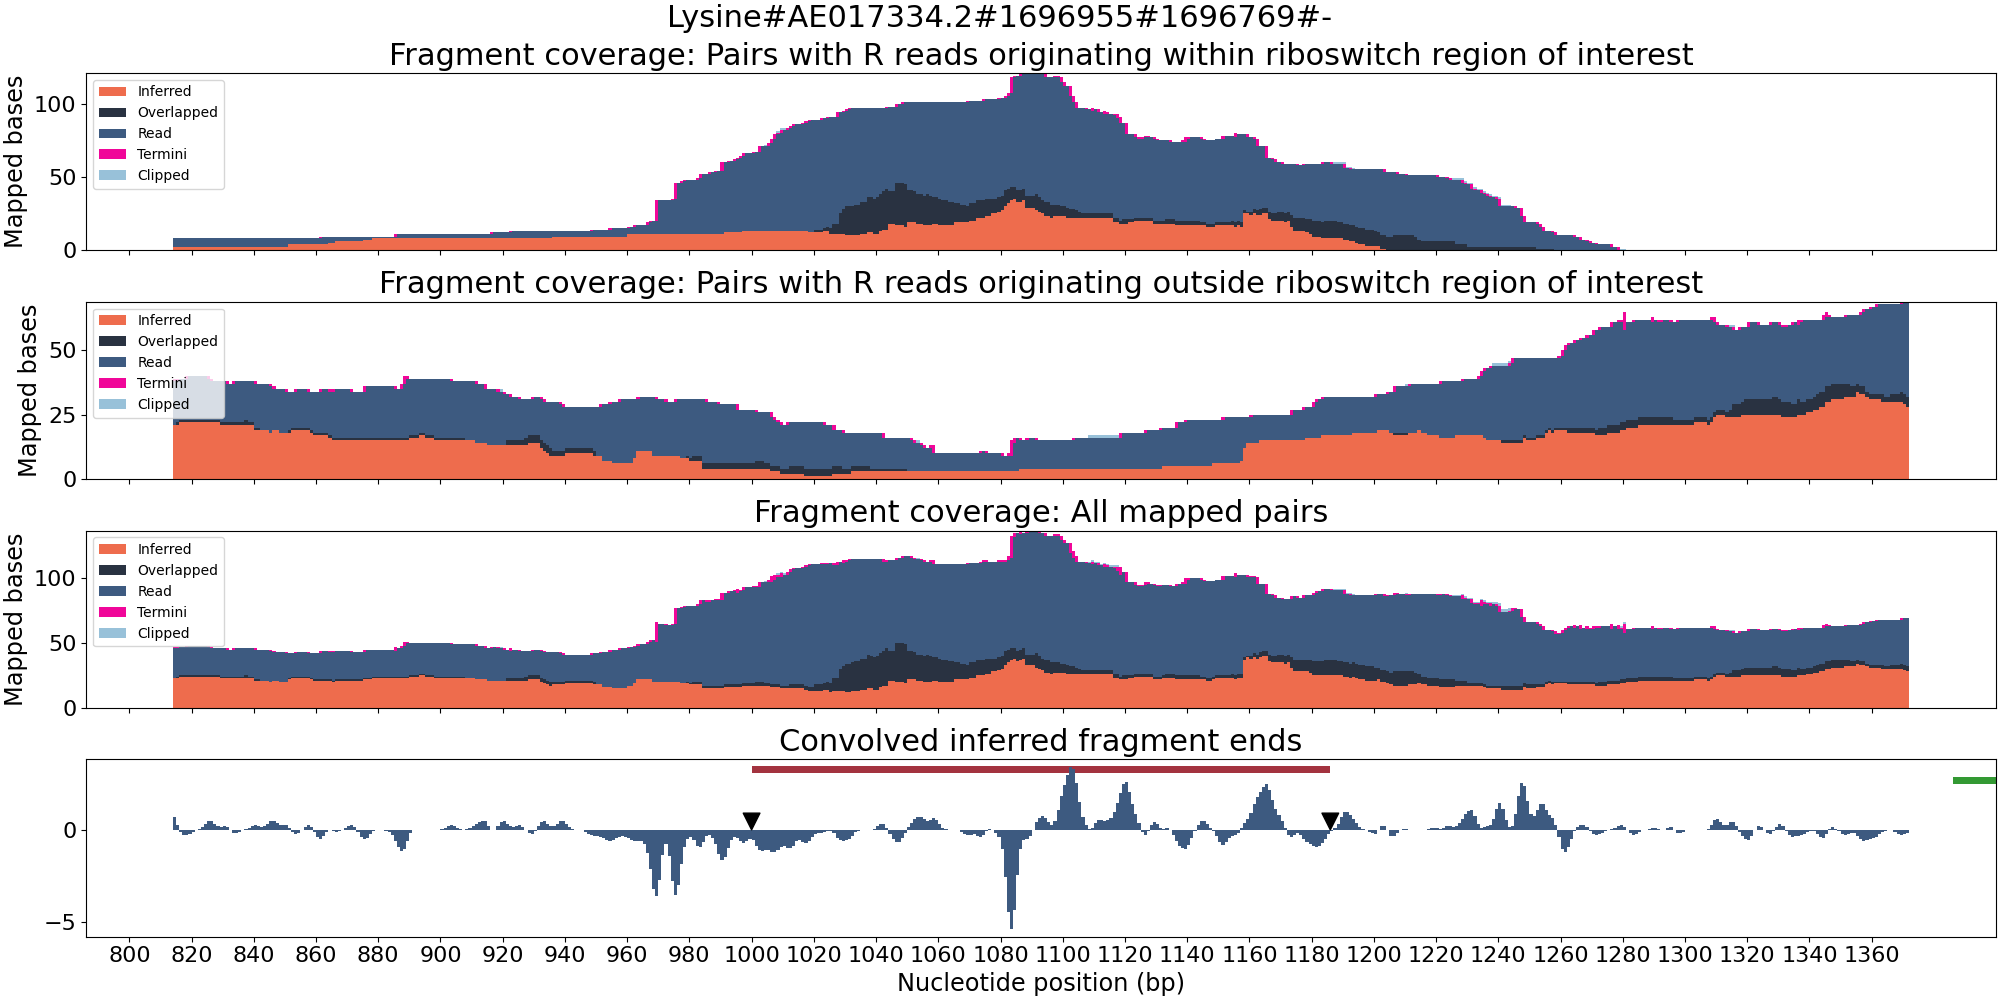 Lysine#AE017334.2#1696955#1696769#-
Fragment coverage: Pairs with R reads originating within riboswitch region of interest
Mapped bases
100
50
0
Inferred
Overlapped
Read
Termini
Clipped
Fragment coverage: Pairs with R reads originating outside riboswitch region of interest
Mapped bases
50
25
0
Inferred
Overlapped
Read
Termini
Clipped
Fragment coverage: All mapped pairs
Mapped bases
100
50
0
Inferred
Overlapped
Read
Termini
Clipped
Convolved inferred fragment ends
0
−5
800 820 840 860 880 900 920 940 960 980 1000 1020 1040 1060 1080 1100 1120 1140 1160 1180 1200 1220 1240 1260 1280 1300 1320 1340 1360
Nucleotide position (bp)